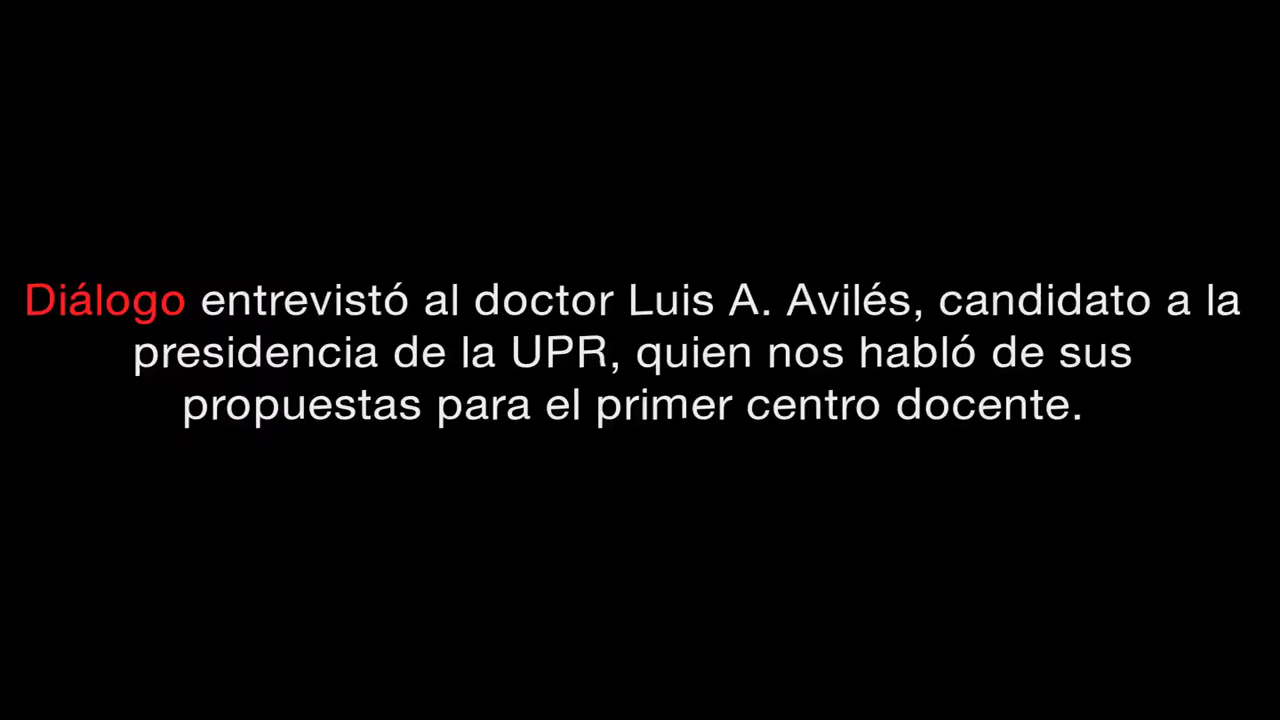 Diálogo entrevistó al doctor Luis A. Avilés, candidato a la
presidencia de la UPR, quien nos habló de sus
propuestas para el primer centro docente.